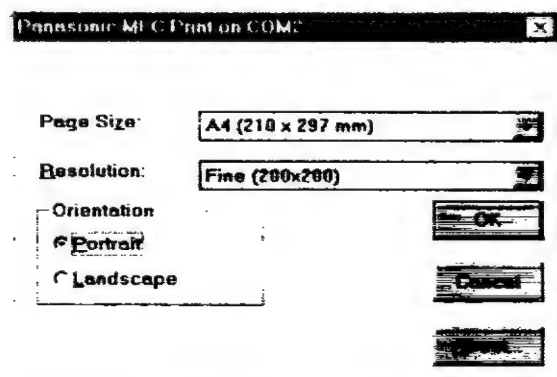 Panasonic MFC Print on COM2
Page Size:
A4 (210 x 297 mm)
Resolution:
Fine (200x200)
Orientation
Portrait
Landscape
OK
Cancel
About...